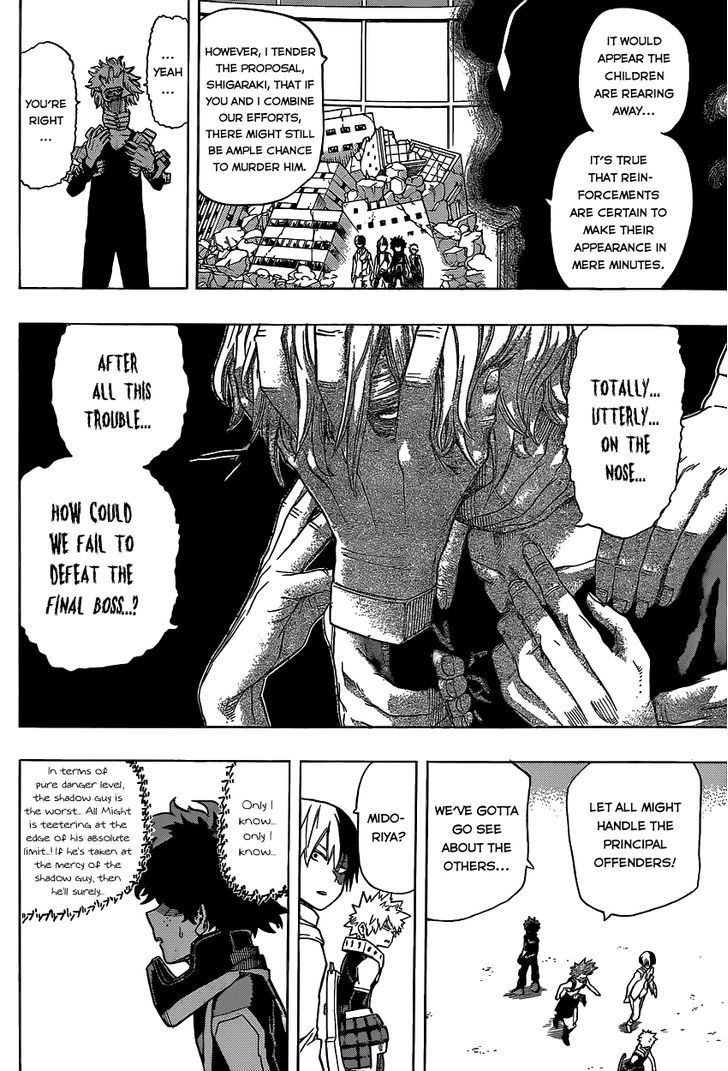 IT WOULD
APPEAR THE
CHILDREN
ARE REARING
AWAY...
IT'S TRUE
THAT REIN-
FORCEMENTS
ARE CERTAIN TO
MAKE THEIR
APPEARANCE IN
MERE MINUTES.
HOWEVER, I TENDER
THE PROPOSAL,
SHIGARAKI, THAT IF
YOU AND I COMBINE
OUR EFFORTS,
THERE MIGHT STILL
BE AMPLE CHANCE
TO MURDER HIM.
...
YEAH
...
YOU'RE
RIGHT
...
TOTALLY...
UTTERLY...
ON THE
NOSE...
AFTER
ALL THIS
TROUBLE...
HOW COULD
WE FAIL TO
DEFEAT THE
FINAL BOSS...?
LET ALL MIGHT
HANDLE THE
PRINCIPAL
OFFENDERS!
WE'VE GOTTA
GO SEE
ABOUT THE
OTHERS...
MIDO-
RIYA?
Only I
know...
only I
know...
In terms of
pure danger level,
the shadow guy is
the worst... All Might
is teetering at the
edge of his absolute
limit...! If he's taken at
the mercy of the
shadow guy, then
he'll surely...